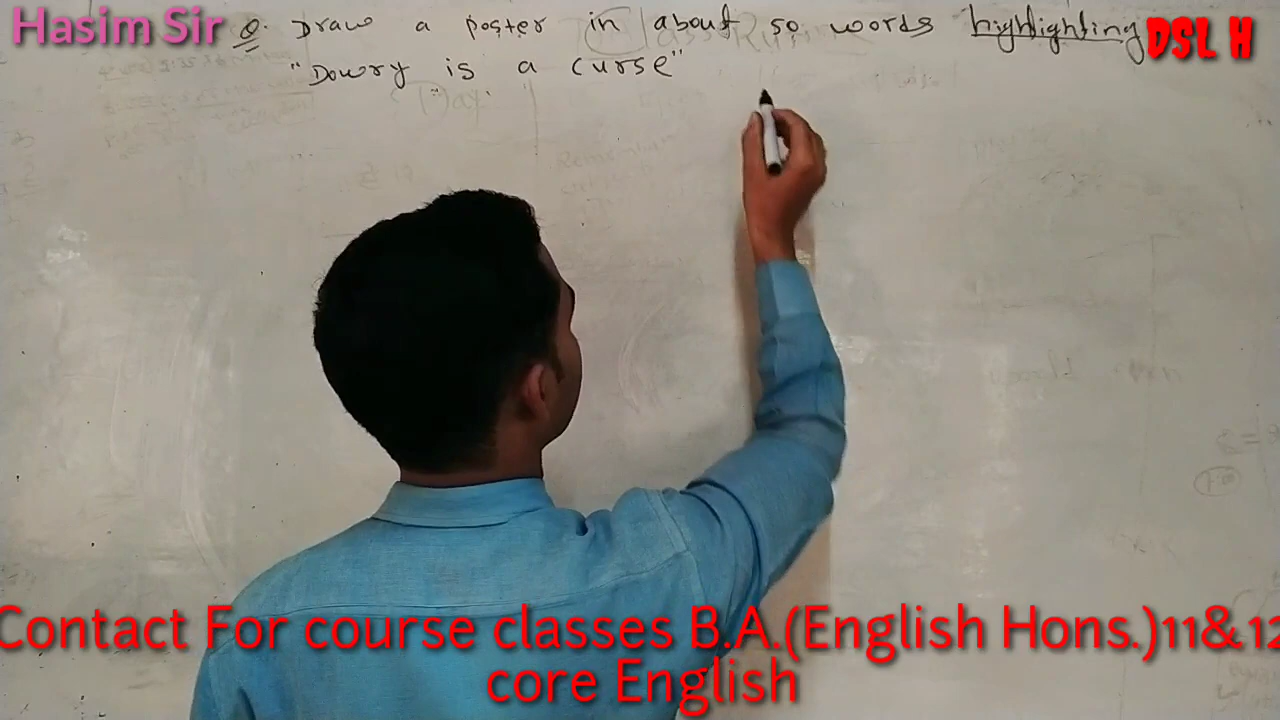 Hasim Sir
Q. Draw a poster in about 50 words highlighting
"Dowry is a curse"
DSL H
Contact For course classes B.A.(English Hons.)11&12
core English